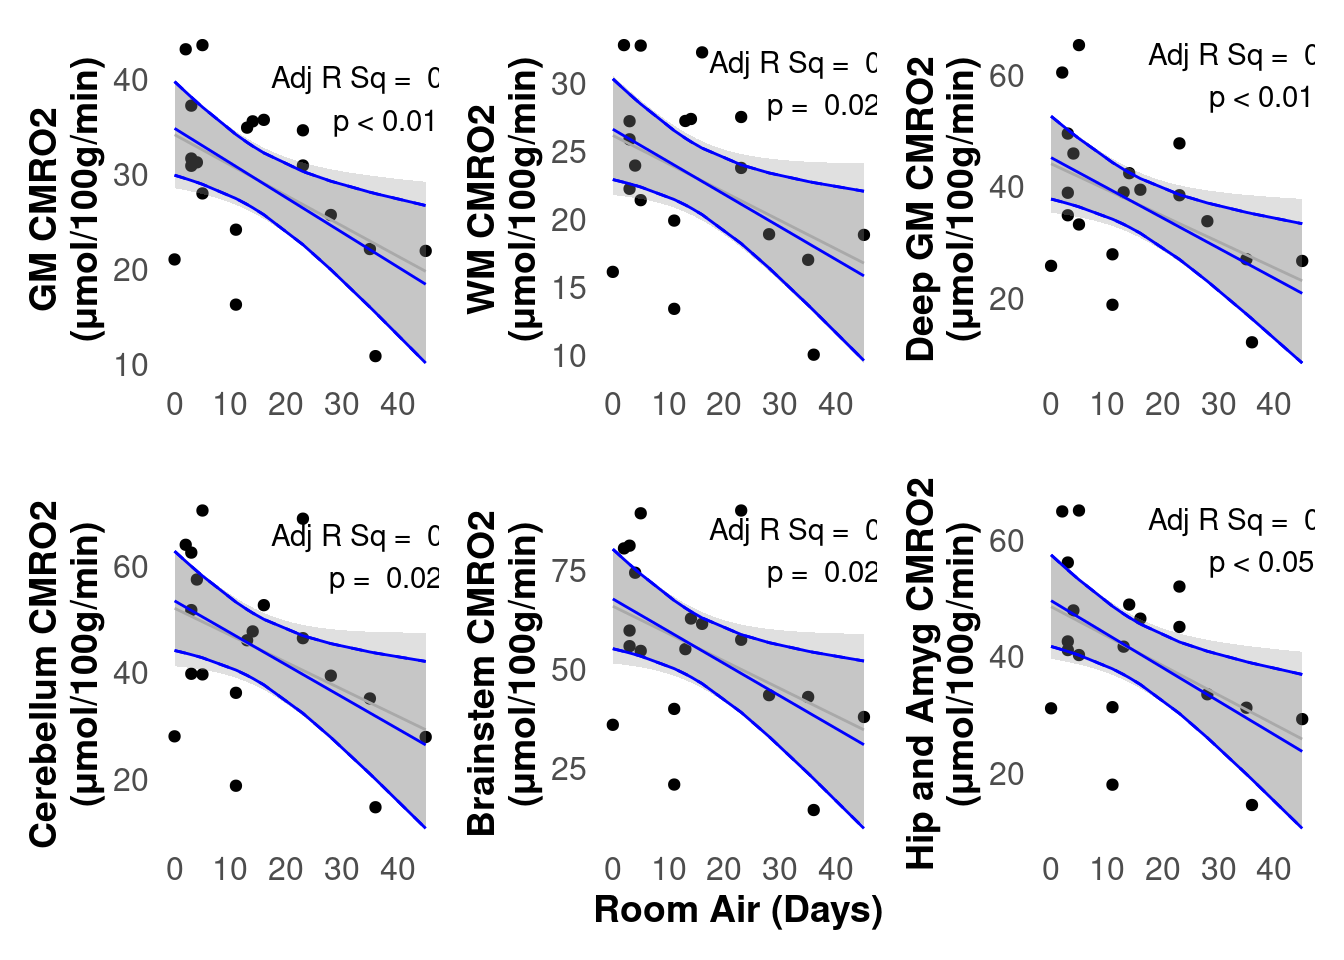 GM CMRO2
(µmol/100g/min)
40
30
20
10
Adj R Sq = 0
p < 0.01
0 10 20 30 40
WM CMRO2
(µmol/100g/min)
30
25
20
15
10
Adj R Sq = 0
p = 0.02
0 10 20 30 40
Deep GM CMRO2
(µmol/100g/min)
60
40
20
Adj R Sq = 0
p < 0.01
0 10 20 30 40
Cerebellum CMRO2
(µmol/100g/min)
60
40
20
Adj R Sq = 0
p = 0.02
0 10 20 30 40
Brainstem CMRO2
(µmol/100g/min)
75
50
25
Adj R Sq = 0
p = 0.02
0 10 20 30 40
Hip and Amyg CMRO2
(µmol/100g/min)
60
40
20
Adj R Sq = 0
p < 0.05
0 10 20 30 40
Room Air (Days)